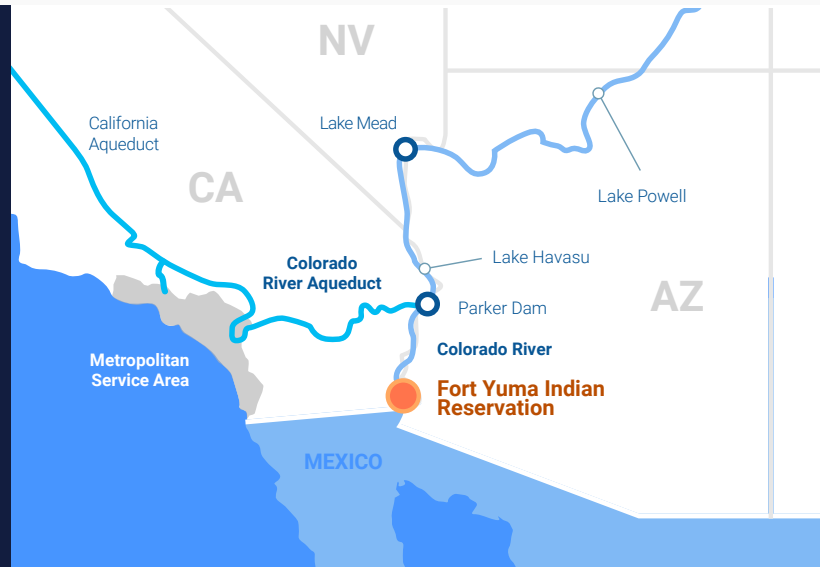 NV
Lake Mead
California
Aqueduct
CA
Lake Powell
Colorado
River Aqueduct
Lake Havasu
AZ
Parker Dam
Colorado River
Metropolitan
Service Area
Fort Yuma Indian
Reservation
MEXICO